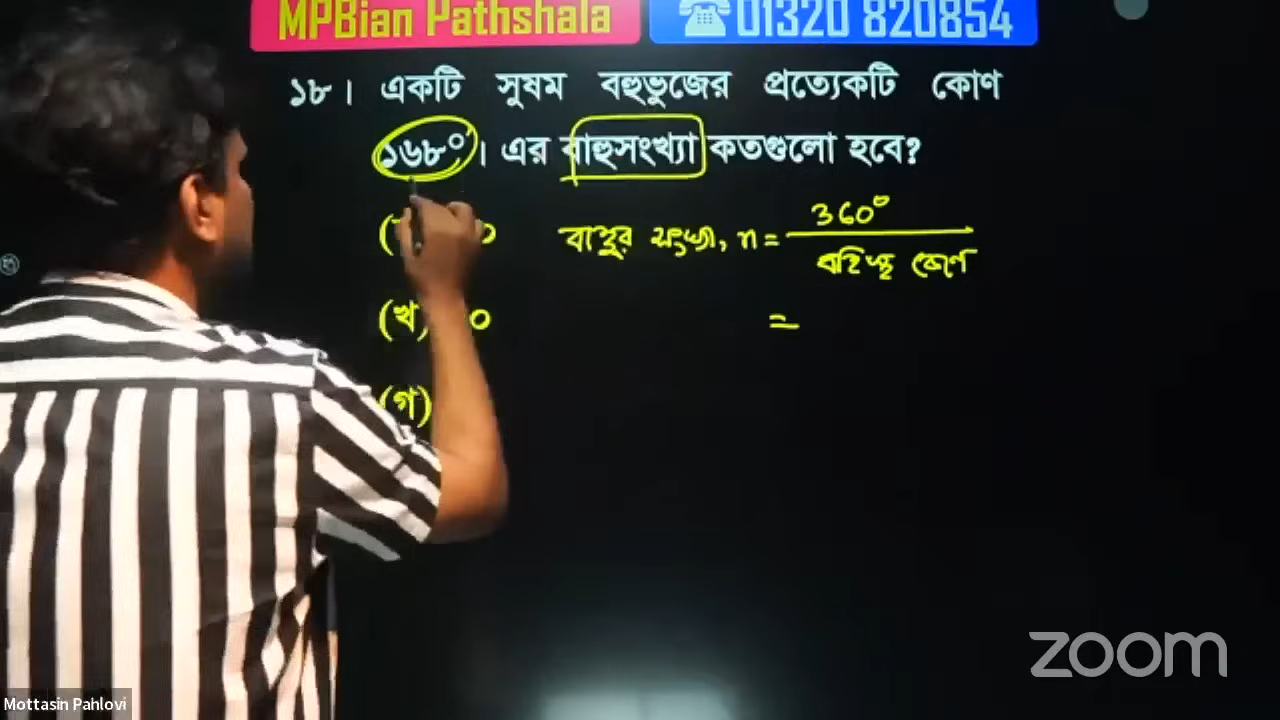 MPBian Pathshala ☎01320 820854
১৮। একটি সুষম বহুভুজের প্রত্যেকটি কোণ
১৬৮°। এর বাহুসংখ্যা কতগুলো হবে?
বাহুর সংখ্যা, n = 360°
বহিঃস্থ কোণ
(খ)
=
(গ)
zoom
Mottasin Pahlovi